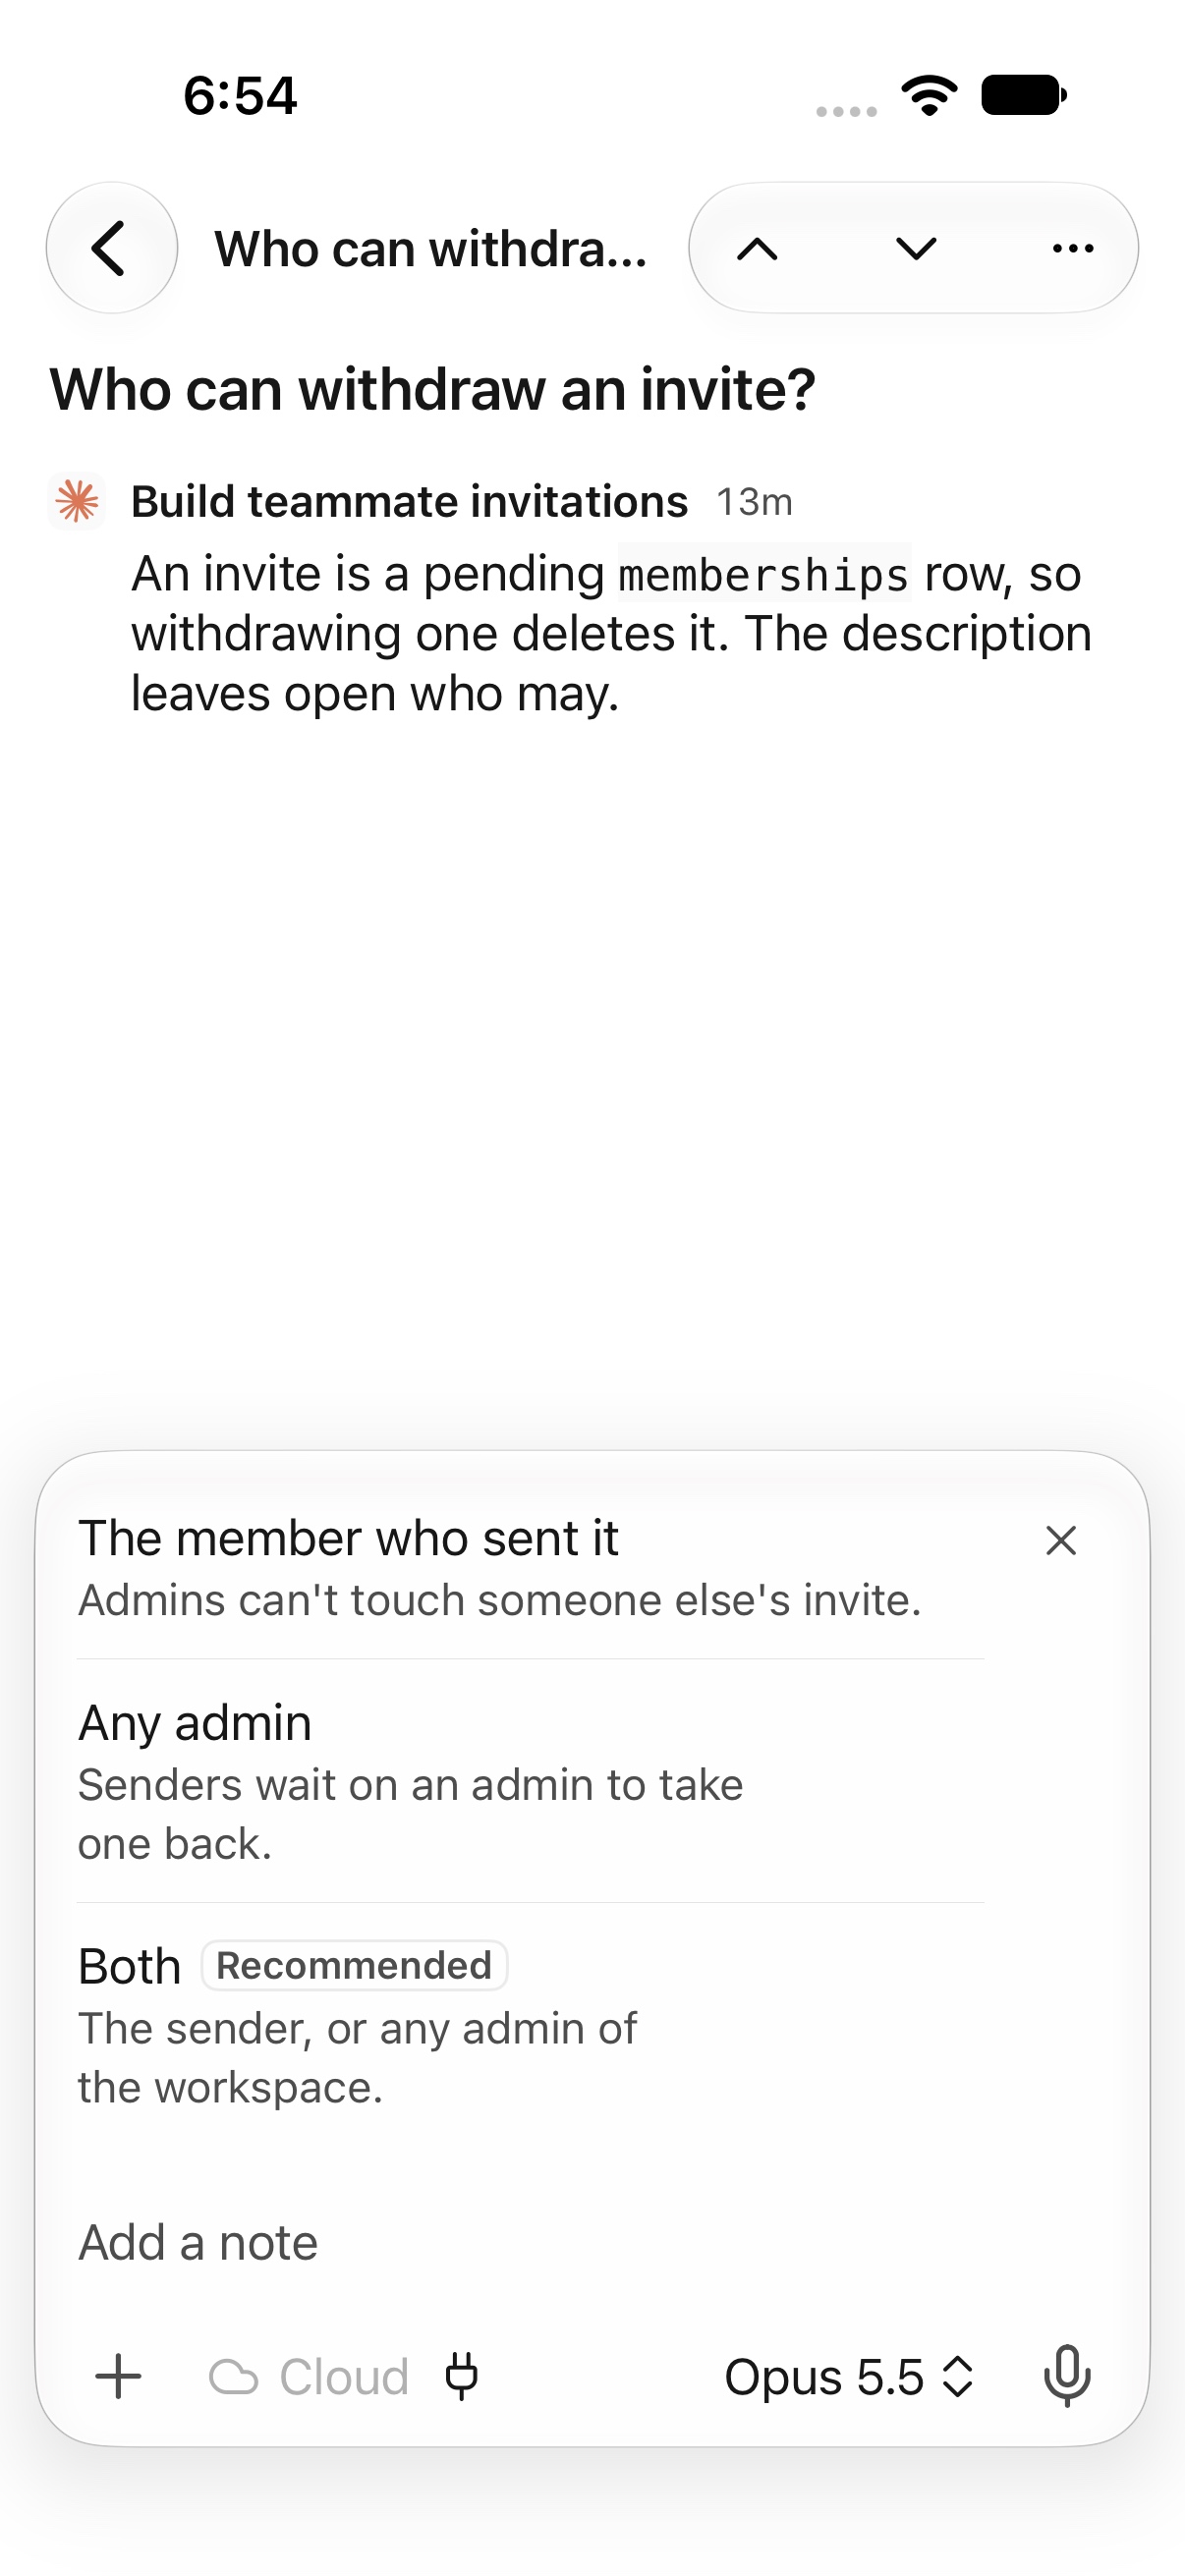 6:54
Who can withdra...
Who can withdraw an invite?
Build teammate invitations 13m
An invite is a pending memberships row, so
withdrawing one deletes it. The description
leaves open who may.
The member who sent it
Admins can't touch someone else's invite.
Any admin
Senders wait on an admin to take
one back.
Both Recommended
The sender, or any admin of
the workspace.
Add a note
Cloud Opus 5.5